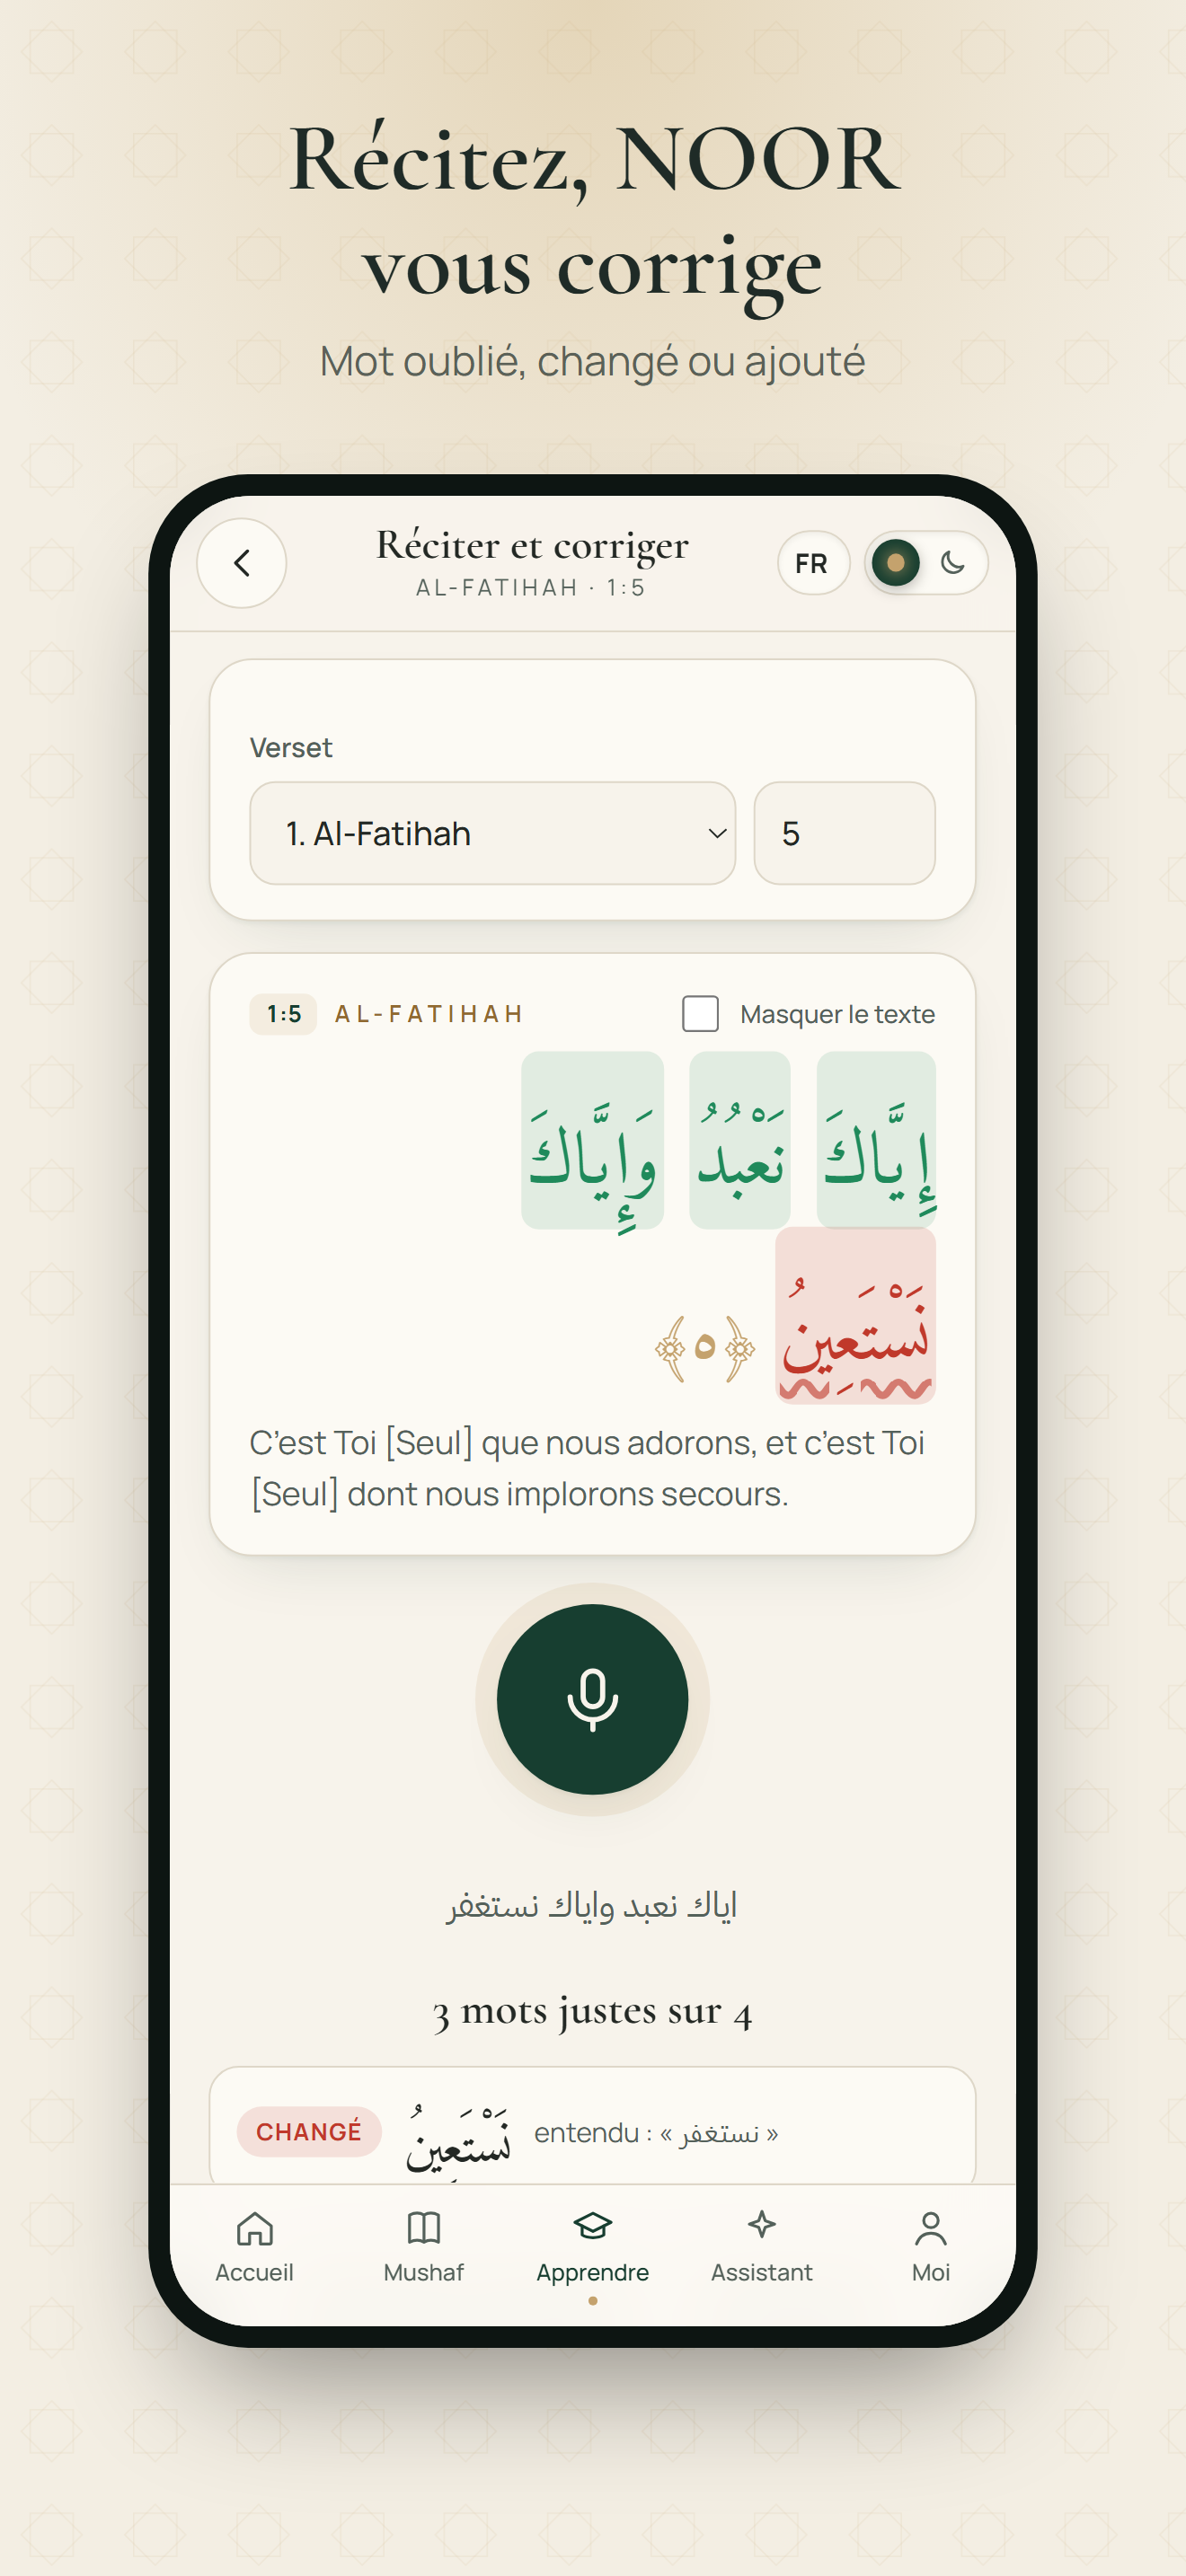 Récitez, NOOR
vous corrige
Mot oublié, changé ou ajouté
Réciter et corriger
AL-FATIHAH · 1:5
FR
Verset
1. Al-Fatihah
5
1:5 AL-FATIHAH
Masquer le texte
إِيَّاكَ نَعْبُدُ وَإِيَّاكَ
نَسْتَعِينُ ﴿٥﴾
C’est Toi [Seul] que nous adorons, et c’est Toi
[Seul] dont nous implorons secours.
اياك نعبد واياك نستغفر
3 mots justes sur 4
CHANGÉ نَسْتَعِينُ entendu : « نستغفر »
Accueil
Mushaf
Apprendre
Assistant
Moi